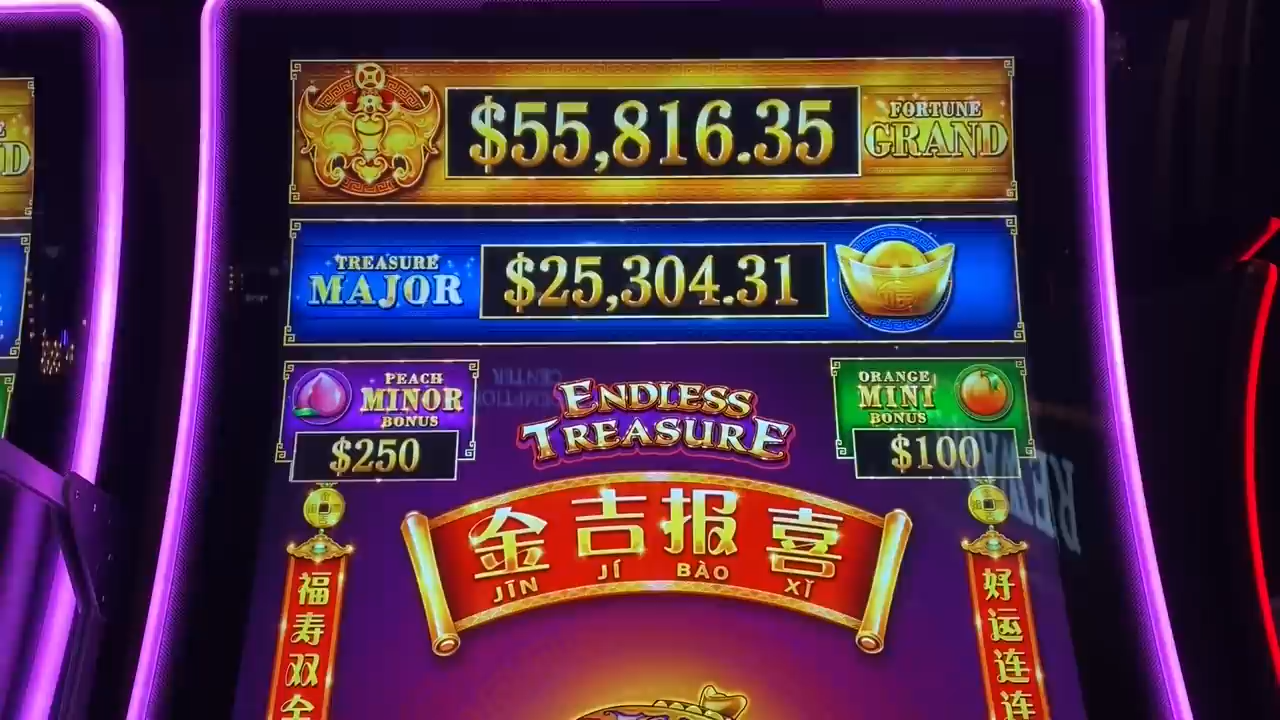 $55,816.35
FORTUNE
GRAND
TREASURE
MAJOR
$25,304.31
PEACH
MINOR
BONUS
$250
ENDLESS
TREASURE
ORANGE
MINI
BONUS
$100
金吉报喜
JĪN JÍ BÀO XǏ
福寿双全
好运连连
D